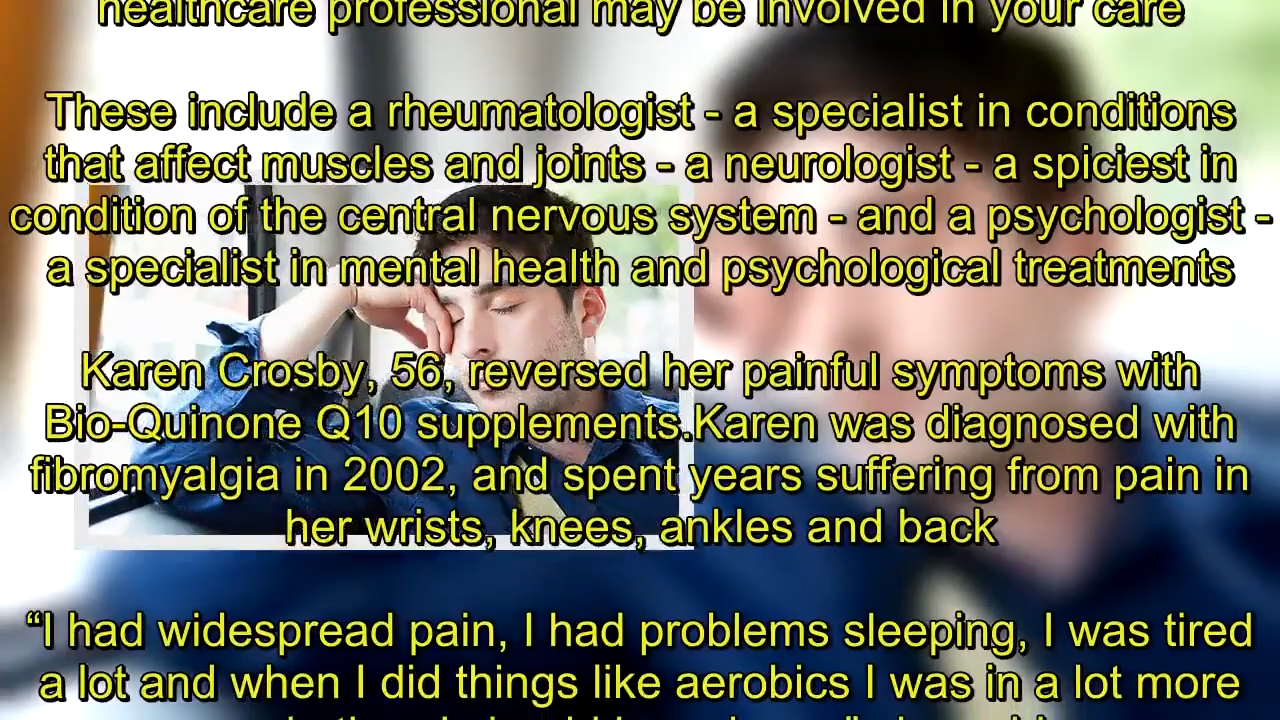 healthcare professional may be involved in your care
These include a rheumatologist - a specialist in conditions
that affect muscles and joints - a neurologist - a spiciest in
condition of the central nervous system - and a psychologist -
a specialist in mental health and psychological treatments
Karen Crosby, 56, reversed her painful symptoms with
Bio-Quinone Q10 supplements.Karen was diagnosed with
fibromyalgia in 2002, and spent years suffering from pain in
her wrists, knees, ankles and back
“I had widespread pain, I had problems sleeping, I was tired
a lot and when I did things like aerobics I was in a lot more